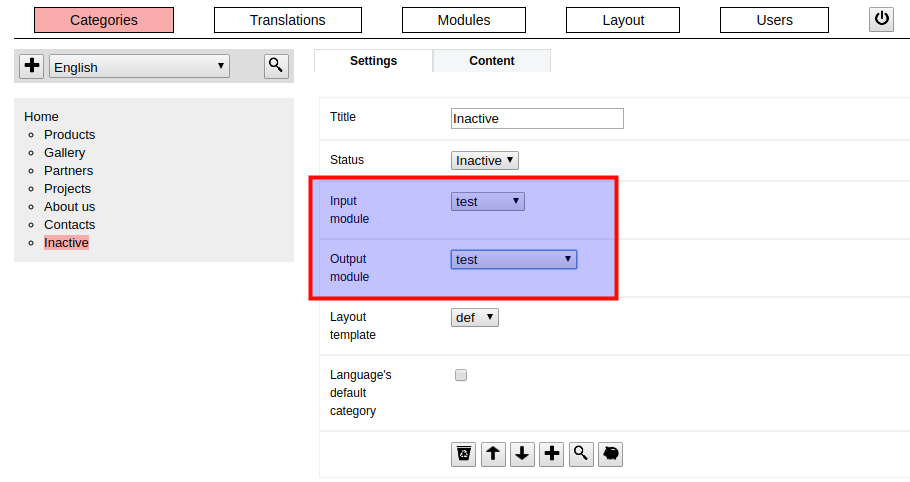 Categories Translations Modules Layout Users
English
Settings Content
Home
Products
Gallery
Partners
Projects
About us
Contacts
Inactive
Ttitle Inactive
Status Inactive
Input
module
test
Output
module
test
Layout
template
def
Language's
default
category